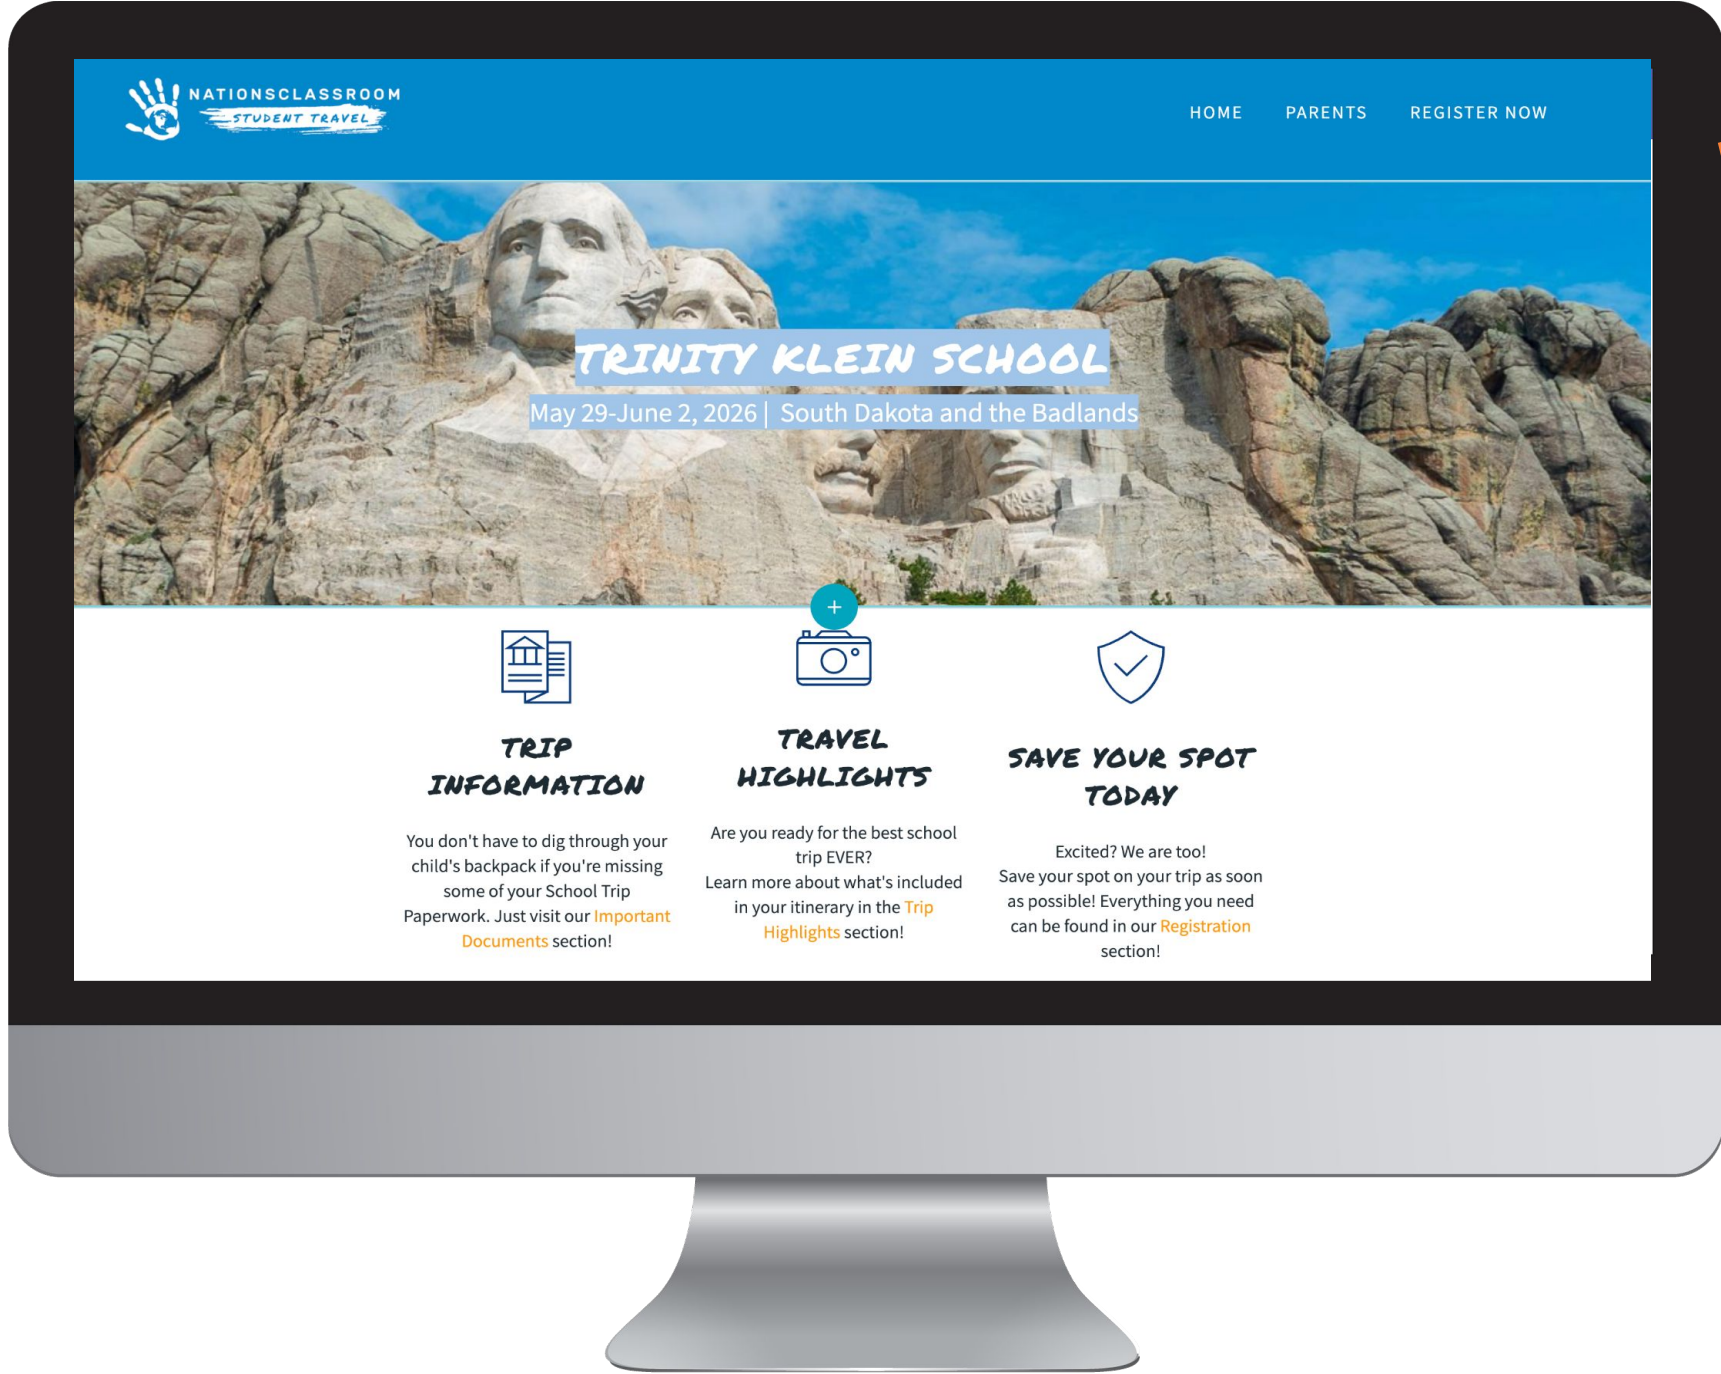 NATIONSCLASSROOM
STUDENT TRAVEL
HOME PARENTS REGISTER NOW
TRINITY KLEIN SCHOOL
May 29-June 2, 2026 | South Dakota and the Badlands
+
TRIP
INFORMATION
You don't have to dig through your
child's backpack if you're missing
some of your School Trip
Paperwork. Just visit our Important
Documents section!
TRAVEL
HIGHLIGHTS
Are you ready for the best school
trip EVER?
Learn more about what's included
in your itinerary in the Trip
Highlights section!
SAVE YOUR SPOT
TODAY
Excited? We are too!
Save your spot on your trip as soon
as possible! Everything you need
can be found in our Registration
section!